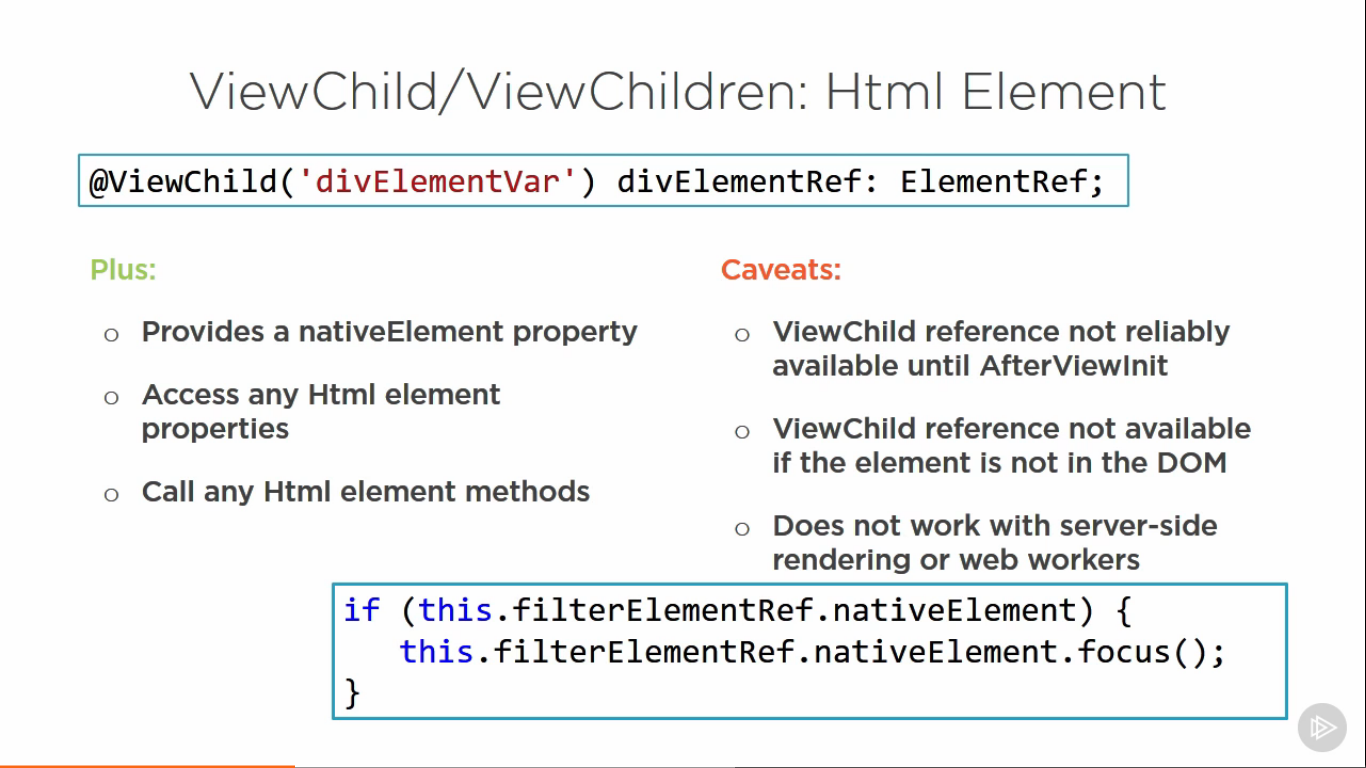 ViewChild/ViewChildren: Html Element
@ViewChild('divElementVar') divElementRef: ElementRef;
Plus:
o Provides a nativeElement property
o Access any Html element
properties
o Call any Html element methods
Caveats:
o ViewChild reference not reliably
available until AfterViewInit
o ViewChild reference not available
if the element is not in the DOM
o Does not work with server-side
rendering or web workers
if (this.filterElementRef.nativeElement) {
this.filterElementRef.nativeElement.focus();
}